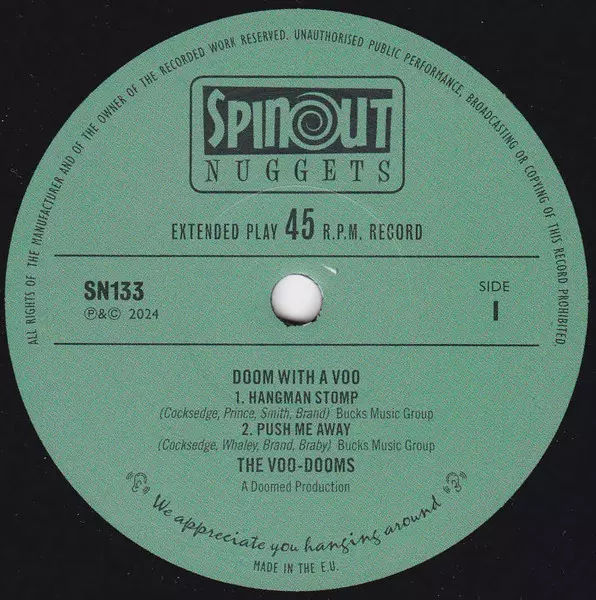 ALL RIGHTS OF THE MANUFACTURER AND OF THE OWNER OF THE RECORDED WORK RESERVED. UNAUTHORISED PUBLIC PERFORMANCE, BROADCASTING OR COPYING OF THIS RECORD PROHIBITED.
SPINOUT
NUGGETS
EXTENDED PLAY 45 R.P.M. RECORD
SN133
℗&© 2024
SIDE
1
DOOM WITH A VOO
1. HANGMAN STOMP
(Cocksedge, Prince, Smith, Brand) Bucks Music Group
2. PUSH ME AWAY
(Cocksedge, Whaley, Brand, Braby) Bucks Music Group
THE VOO-DOOMS
A Doomed Production
We appreciate you hanging around
MADE IN THE E.U.